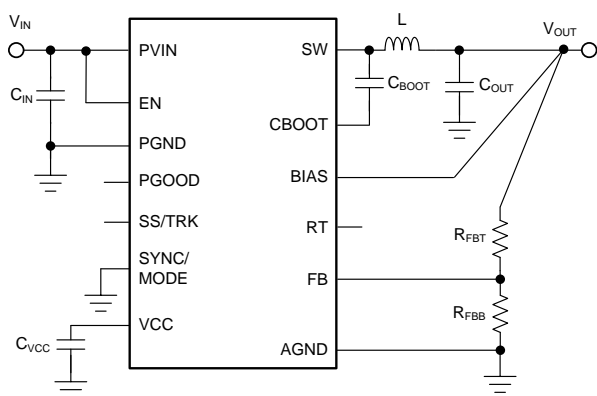 VIN
CIN
PVIN
EN
PGND
PGOOD
SS/TRK
SYNC/
MODE
VCC
CVCC
SW
CBOOT
BIAS
RT
FB
AGND
L
CBOOT
COUT
VOUT
RFBT
RFBB